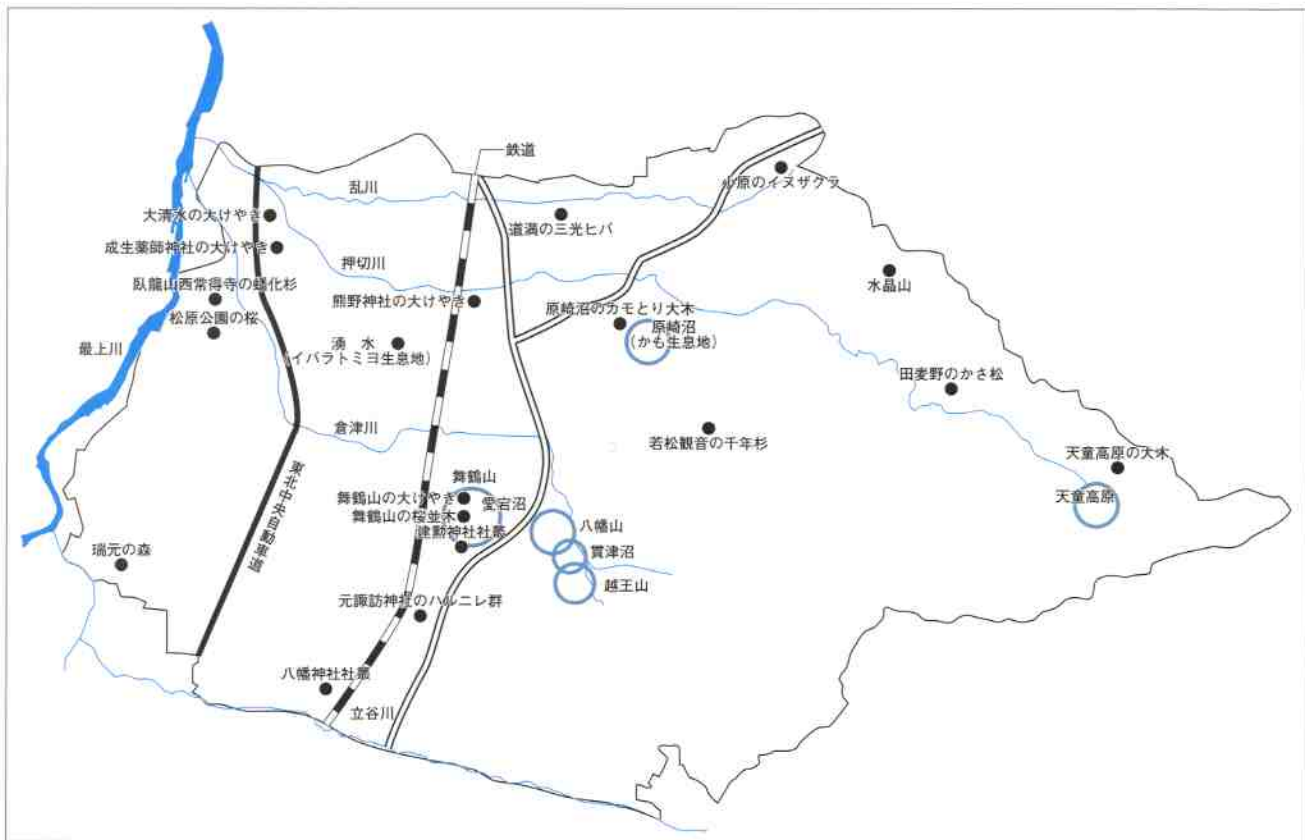 鉄道
小原のイヌザクラ
乱川
大清水の大けやき
道満の三光ヒバ
成生薬師神社の大けやき
押切川
水晶山
臥龍山西常得寺の蟠化杉
熊野神社の大けやき
原崎沼のカモとり大木
松原公園の桜
原崎沼
(かも生息地)
最上川
湧水
(イバラトミヨ生息地)
田麦野のかさ松
倉津川
若松観音の千年杉
天童高原の大木
舞鶴山
東北中央自動車道
舞鶴山の大けやき
愛宕沼
天童高原
舞鶴山の桜並木
八幡山
建勲神社社叢
貫津沼
瑞元の森
越王山
元諏訪神社のハルニレ群
八幡神社社叢
立谷川